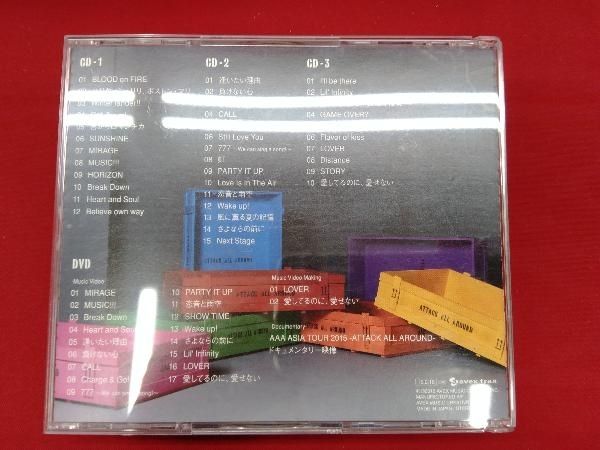 CD-1
01 BLOOD on FIRE
03 Winter lander!!
06 SUNSHINE
07 MIRAGE
08 MUSIC!!!
09 HORIZON
10 Break Down
11 Heart and Soul
12 Believe own way
CD-2
01 逢いたい理由
02 負けない心
04 CALL
06 Still Love You
07 777 ~We can sing a song!~
08 虹
09 PARTY IT UP
10 Love Is In The Air
11 恋音と雨空
12 Wake up!
13 風に薫る夏の記憶
14 さよならの前に
15 Next Stage
CD-3
01 I'll be there
02 Lil' Infinity
04 GAME OVER?
06 Flavor of kiss
07 LOVER
08 Distance
09 STORY
10 愛してるのに、愛せない
DVD
Music Video
01 MIRAGE
02 MUSIC!!!
03 Break Down
04 Heart and Soul
05 逢いたい理由
06 負けない心
07 CALL
08 Charge & Go!
09 777 ~We can sing a song!~
10 PARTY IT UP
11 恋音と雨空
12 SHOW TIME
13 Wake up!
14 さよならの前に
15 Lil' Infinity
16 LOVER
17 愛してるのに、愛せない
Music Video Making
01 LOVER
02 愛してるのに、愛せない
Documentary
AAA ASIA TOUR 2015 -ATTACK ALL AROUND-
ドキュメンタリー映像
ATTACK ALL AROUND
avex trax
MADE IN JAPAN